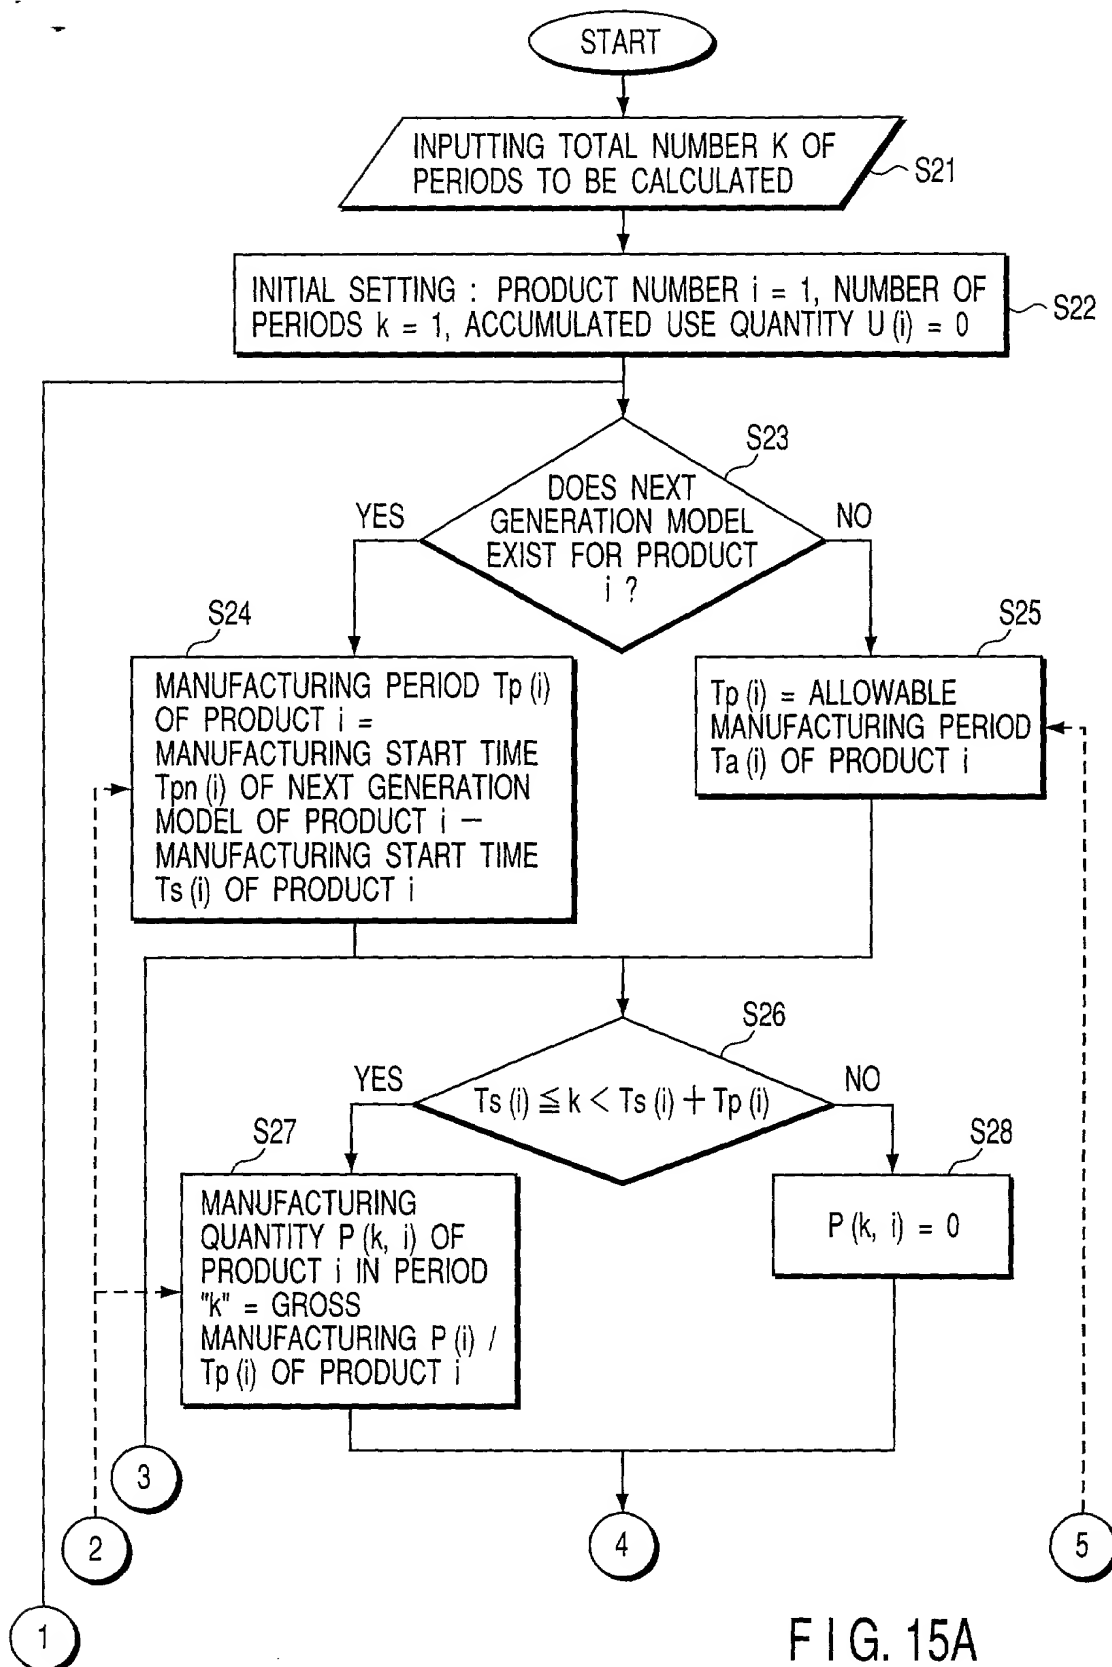 START
INPUTTING TOTAL NUMBER K OF
PERIODS TO BE CALCULATED
S21
INITIAL SETTING : PRODUCT NUMBER i = 1, NUMBER OF
PERIODS k = 1, ACCUMULATED USE QUANTITY U (i) = 0
S22
S23
DOES NEXT
GENERATION MODEL
EXIST FOR PRODUCT
i ?
YES
NO
S24
MANUFACTURING PERIOD Tp (i)
OF PRODUCT i =
MANUFACTURING START TIME
Tpn (i) OF NEXT GENERATION
MODEL OF PRODUCT i –
MANUFACTURING START TIME
Ts (i) OF PRODUCT i
S25
Tp (i) = ALLOWABLE
MANUFACTURING PERIOD
Ta (i) OF PRODUCT i
S26
Ts (i) ≦ k < Ts (i) + Tp (i)
YES
NO
S27
MANUFACTURING
QUANTITY P (k, i) OF
PRODUCT i IN PERIOD
"k" = GROSS
MANUFACTURING P (i) /
Tp (i) OF PRODUCT i
S28
P (k, i) = 0
3
2
4
5
1
FIG. 15A